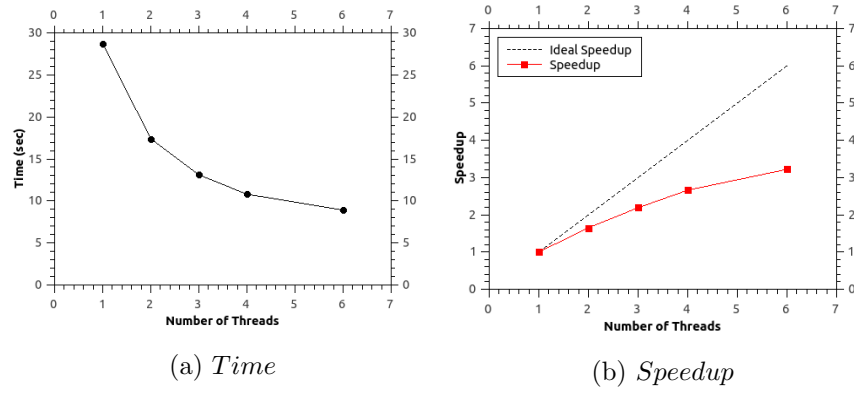 0 1 2 3 4 5 6 7
30 30
25 25
20 20
15 15
10 10
5 5
0 0
Time (sec)
0 1 2 3 4 5 6 7
Number of Threads
(a) Time
0 1 2 3 4 5 6 7
7 7
6 6
5 5
4 4
3 3
2 2
1 1
0 0
Ideal Speedup
Speedup
Speedup
0 1 2 3 4 5 6 7
Number of Threads
(b) Speedup